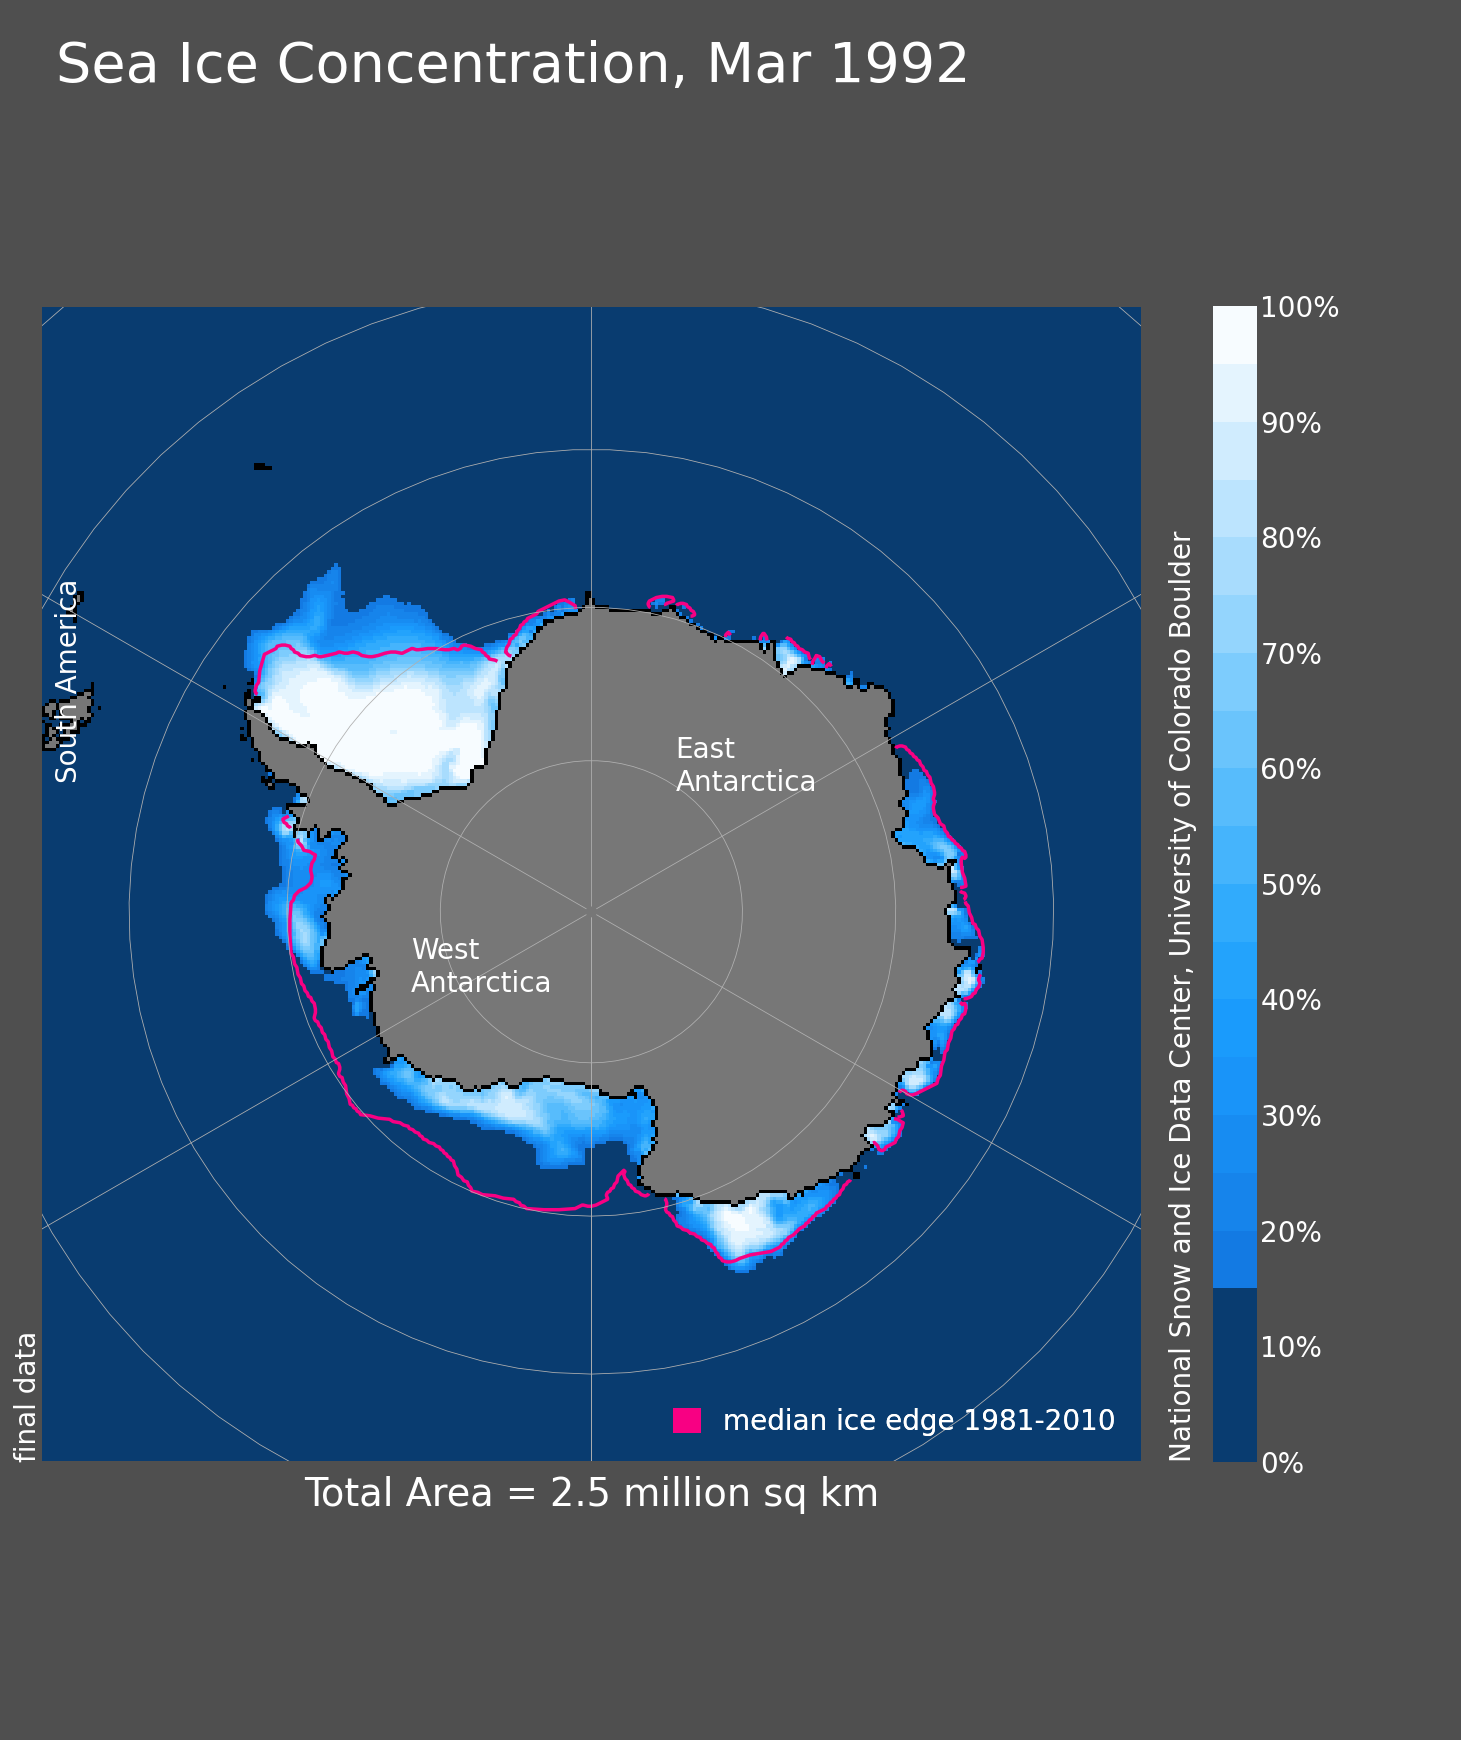 Sea Ice Concentration, Mar 1992
South America
East
Antarctica
West
Antarctica
final data
median ice edge 1981-2010
Total Area = 2.5 million sq km
National Snow and Ice Data Center, University of Colorado Boulder
100%
90%
80%
70%
60%
50%
40%
30%
20%
10%
0%